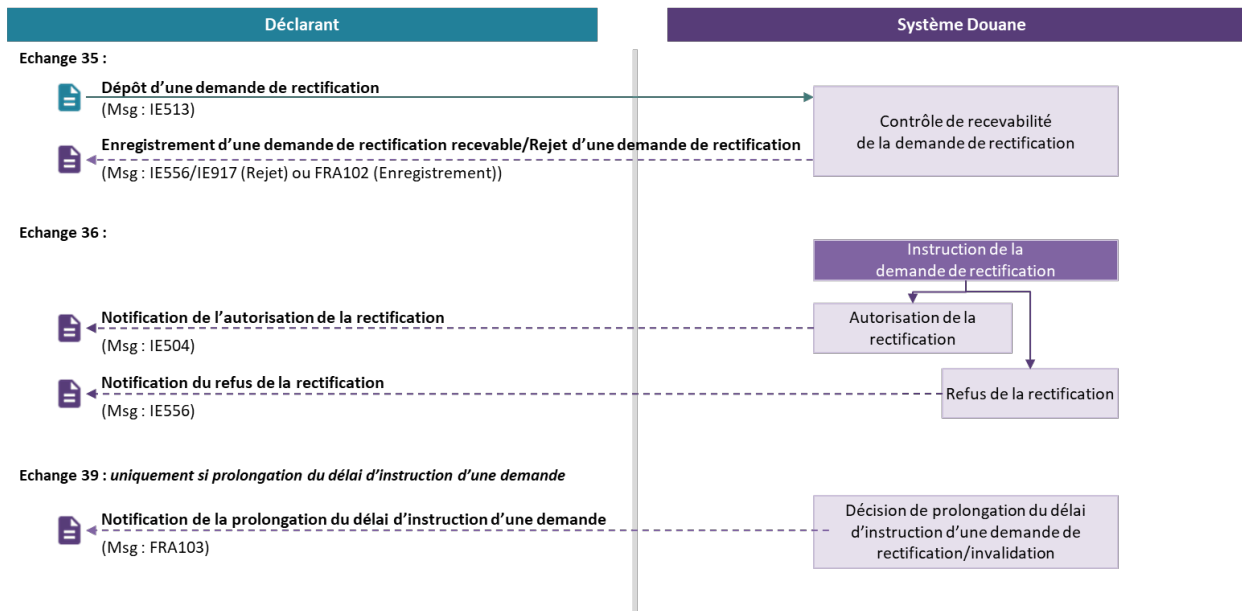 Déclarant
Système Douane
Echange 35 :
Dépôt d’une demande de rectification
(Msg : IE513)
Contrôle de recevabilité
de la demande de rectification
Enregistrement d’une demande de rectification recevable/Rejet d’une demande de rectification
(Msg : IE556/IE917 (Rejet) ou FRA102 (Enregistrement))
Echange 36 :
Instruction de la
demande de rectification
Notification de l’autorisation de la rectification
(Msg : IE504)
Autorisation de la
rectification
Notification du refus de la rectification
(Msg : IE556)
Refus de la rectification
Echange 39 : uniquement si prolongation du délai d’instruction d’une demande
Notification de la prolongation du délai d’instruction d’une demande
(Msg : FRA103)
Décision de prolongation du délai
d’instruction d’une demande de
rectification/invalidation